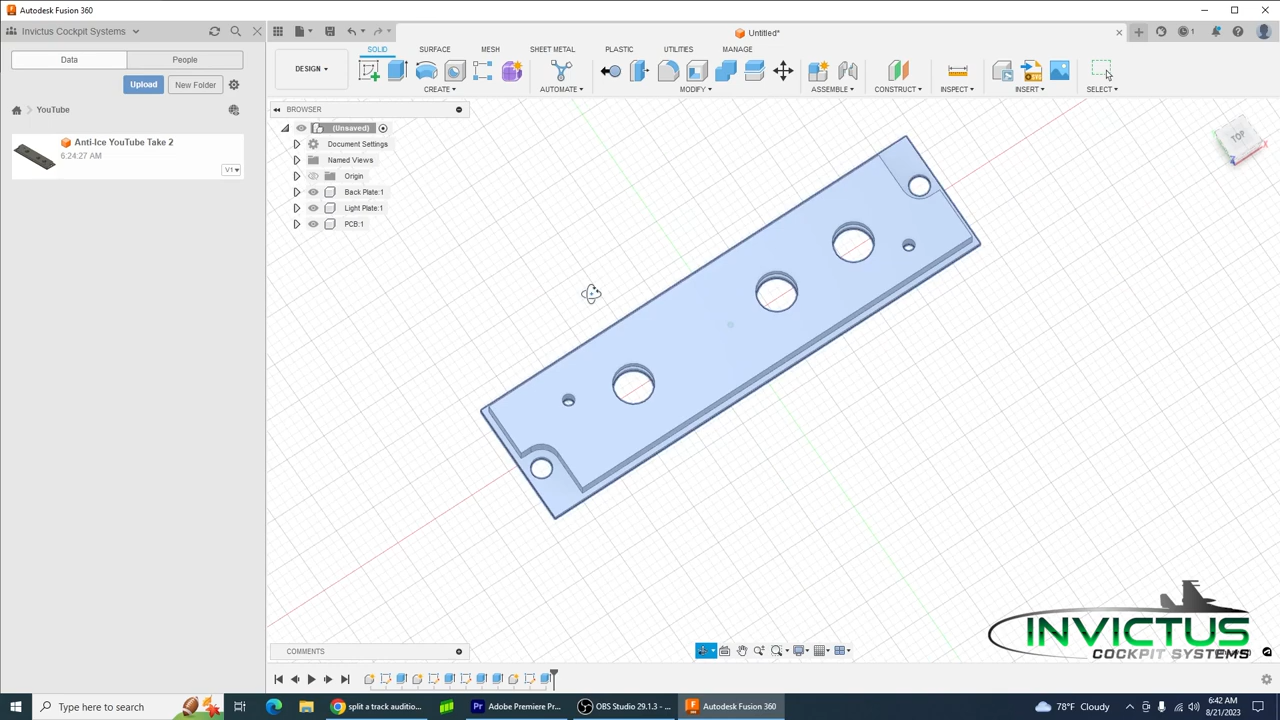 Autodesk Fusion 360
Invictus Cockpit Systems
Untitled*
1
Data
People
Upload
New Folder
YouTube
Anti-Ice YouTube Take 2
6:24:27 AM
V1
DESIGN
SOLID
SURFACE
MESH
SHEET METAL
PLASTIC
UTILITIES
MANAGE
CREATE
AUTOMATE
MODIFY
ASSEMBLE
CONSTRUCT
INSPECT
INSERT
SELECT
BROWSER
(Unsaved)
Document Settings
Named Views
Origin
Back Plate:1
Light Plate:1
PCB:1
TOP
X
INVICTUS
COCKPIT SYSTEMS
COMMENTS
Type here to search
split a track auditio...
Adobe Premiere Pr...
OBS Studio 29.1.3 - ...
Autodesk Fusion 360
78°F Cloudy
6:42 AM
8/21/2023